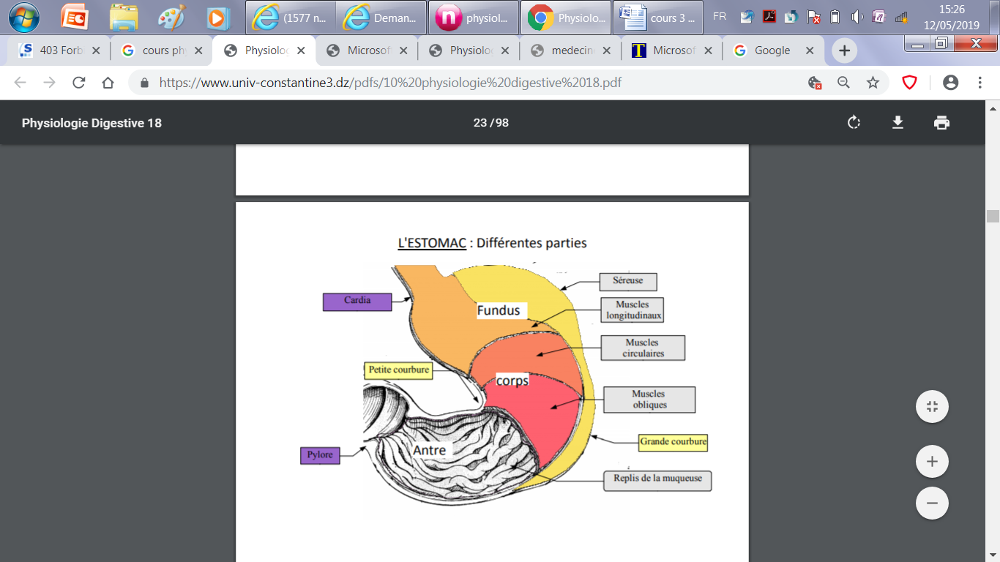 (1577 n...
Deman...
physiol...
Physiolo...
cours 3 ...
FR
15:26
12/05/2019
403 Forb
cours ph
Physiolog
Microsof
Physiolog
medecin
Microsof
Google
https://www.univ-constantine3.dz/pdfs/10%20physiologie%20digestive%2018.pdf
Physiologie Digestive 18
23 / 98
L'ESTOMAC : Différentes parties
Séreuse
Cardia
Fundus
Muscles
longitudinaux
Muscles
circulaires
Petite courbure
corps
Muscles
obliques
Grande courbure
Antre
Pylore
Replis de la muqueuse